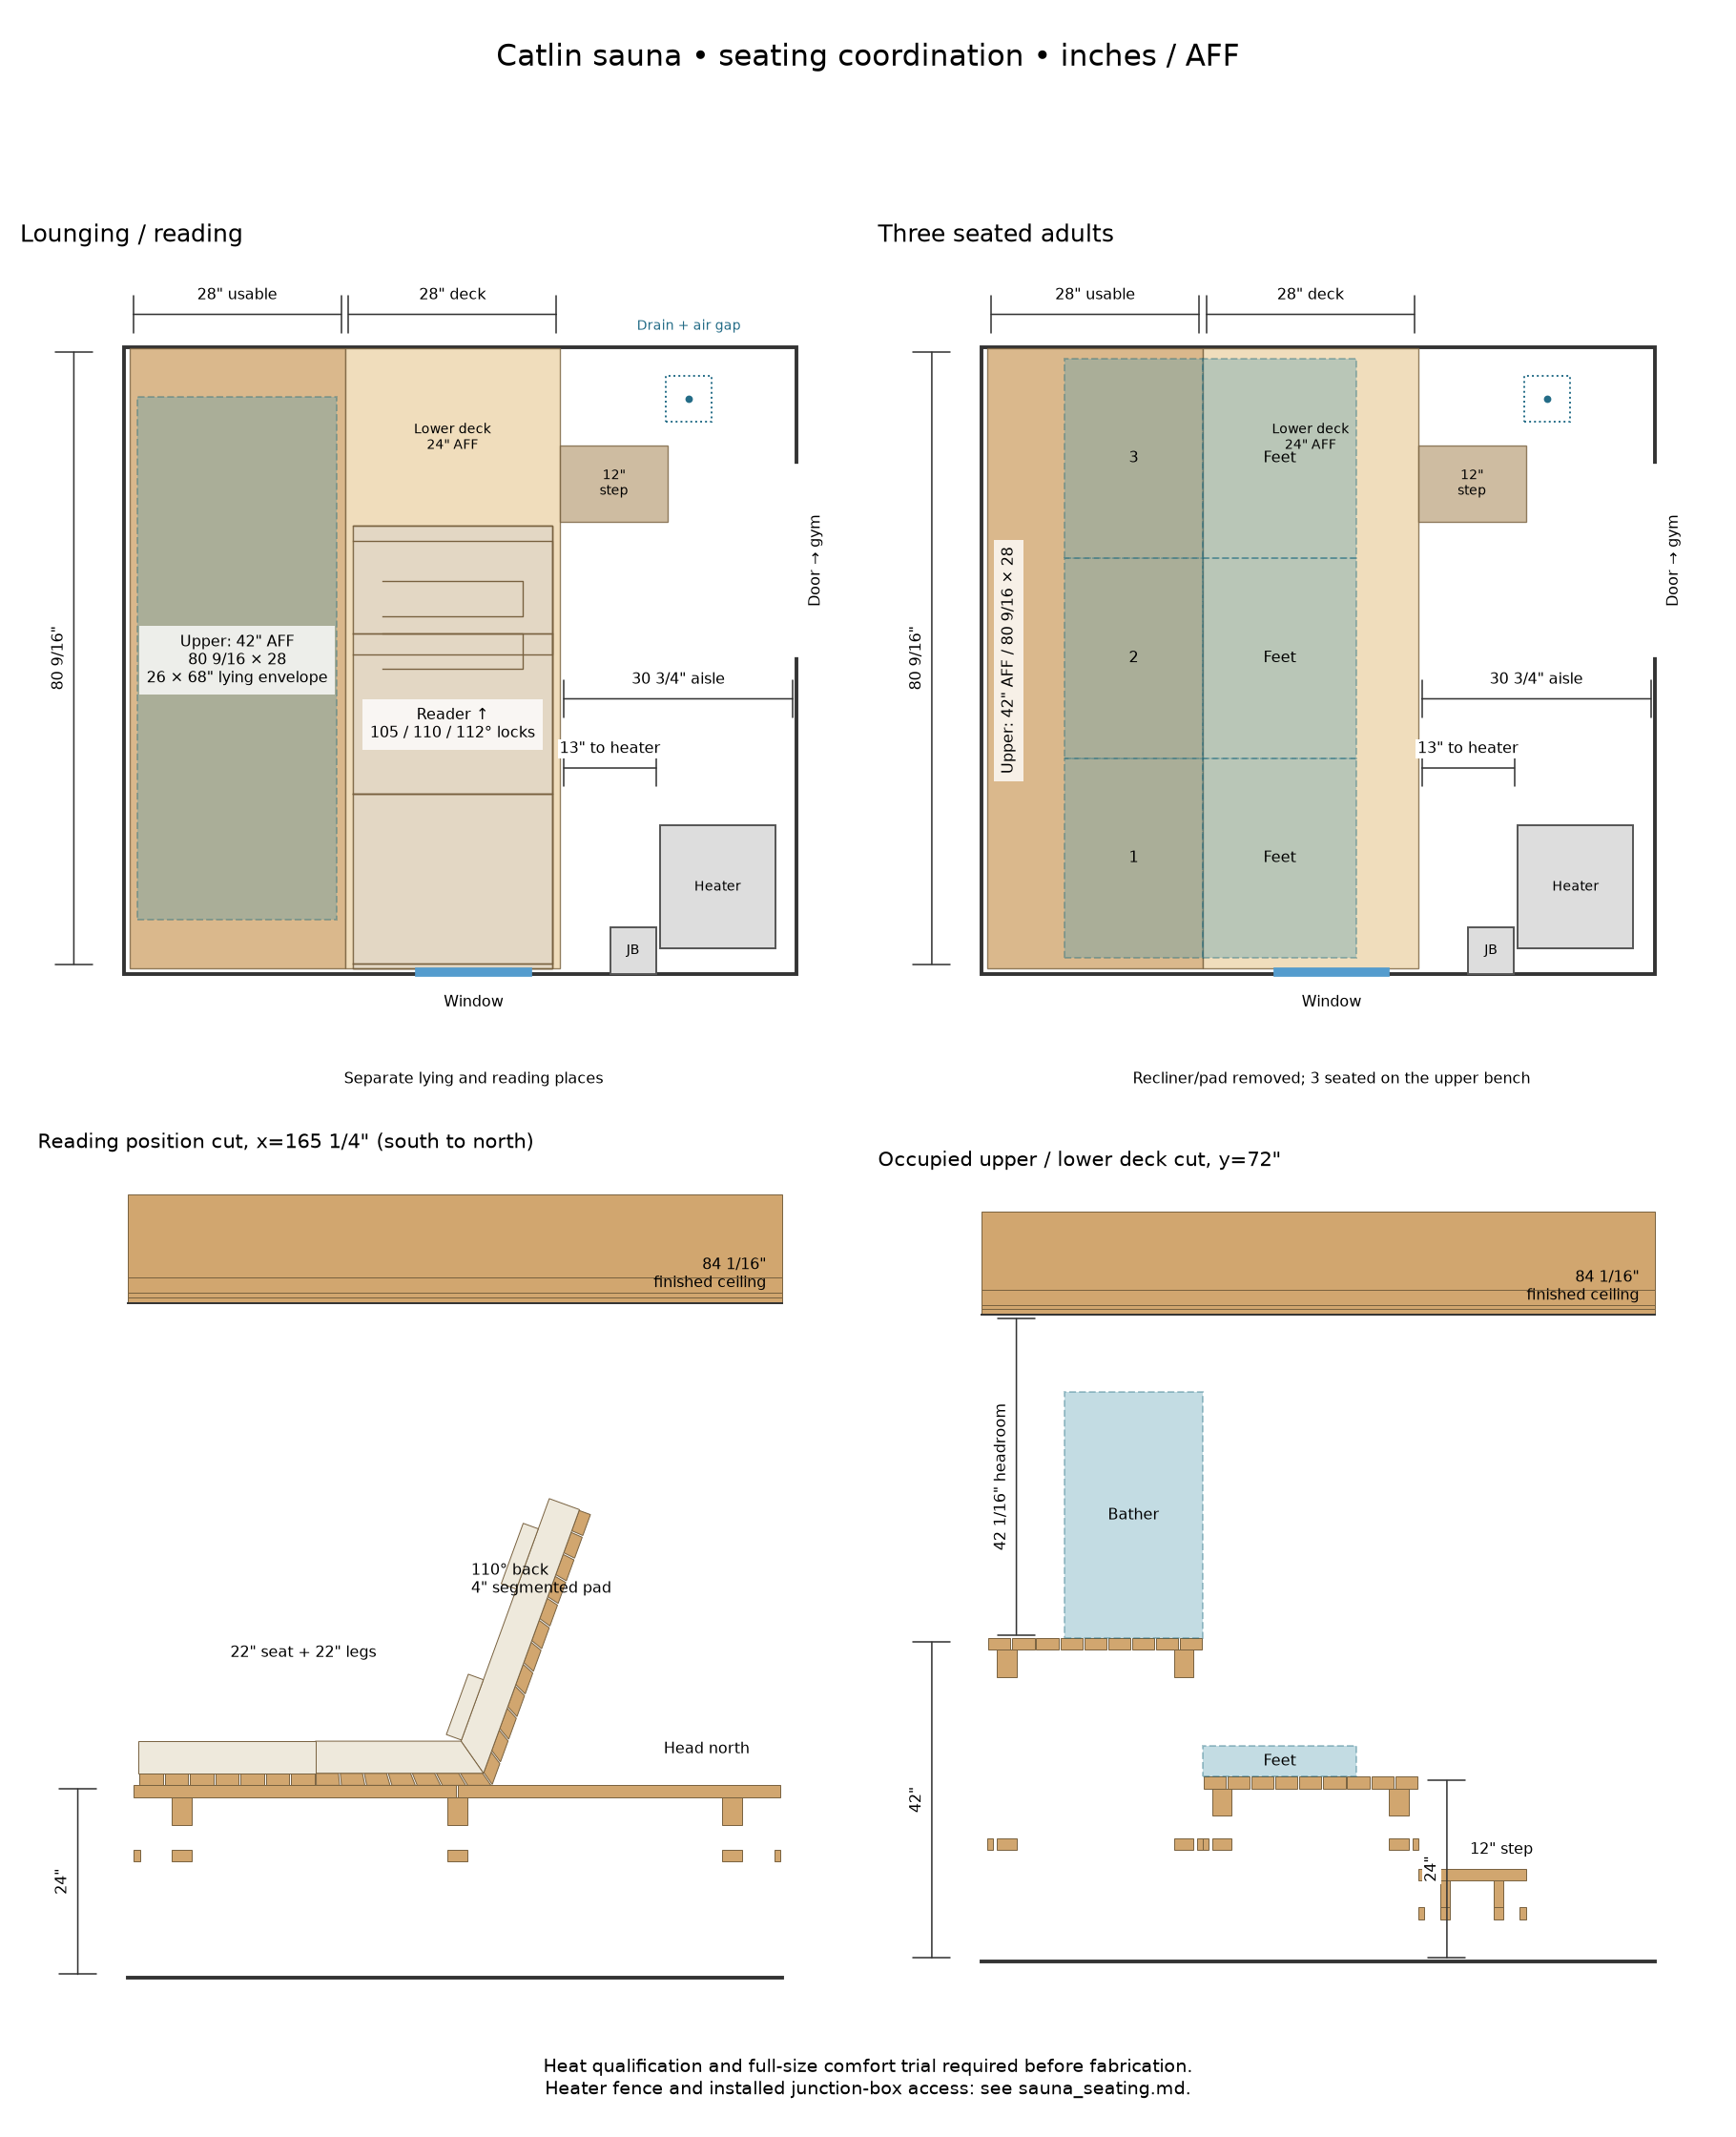 Catlin sauna • seating coordination • inches / AFF
Lounging / reading
28" usable
28" deck
Drain + air gap
Lower deck
24" AFF
12"
step
Door → gym
80 9/16"
Upper: 42" AFF
80 9/16 × 28
26 × 68" lying envelope
Reader ↑
105 / 110 / 112° locks
30 3/4" aisle
13" to heater
Heater
JB
Window
Separate lying and reading places
Three seated adults
28" usable
28" deck
Lower deck
24" AFF
3
Feet
12"
step
Door → gym
80 9/16"
Upper: 42" AFF / 80 9/16 × 28
2
Feet
30 3/4" aisle
13" to heater
1
Feet
Heater
JB
Window
Recliner/pad removed; 3 seated on the upper bench
Reading position cut, x=165 1/4" (south to north)
84 1/16"
finished ceiling
110° back
4" segmented pad
22" seat + 22" legs
Head north
24"
Occupied upper / lower deck cut, y=72"
84 1/16"
finished ceiling
42 1/16" headroom
Bather
Feet
42"
12" step
24"
Heat qualification and full-size comfort trial required before fabrication.
Heater fence and installed junction-box access: see sauna_seating.md.